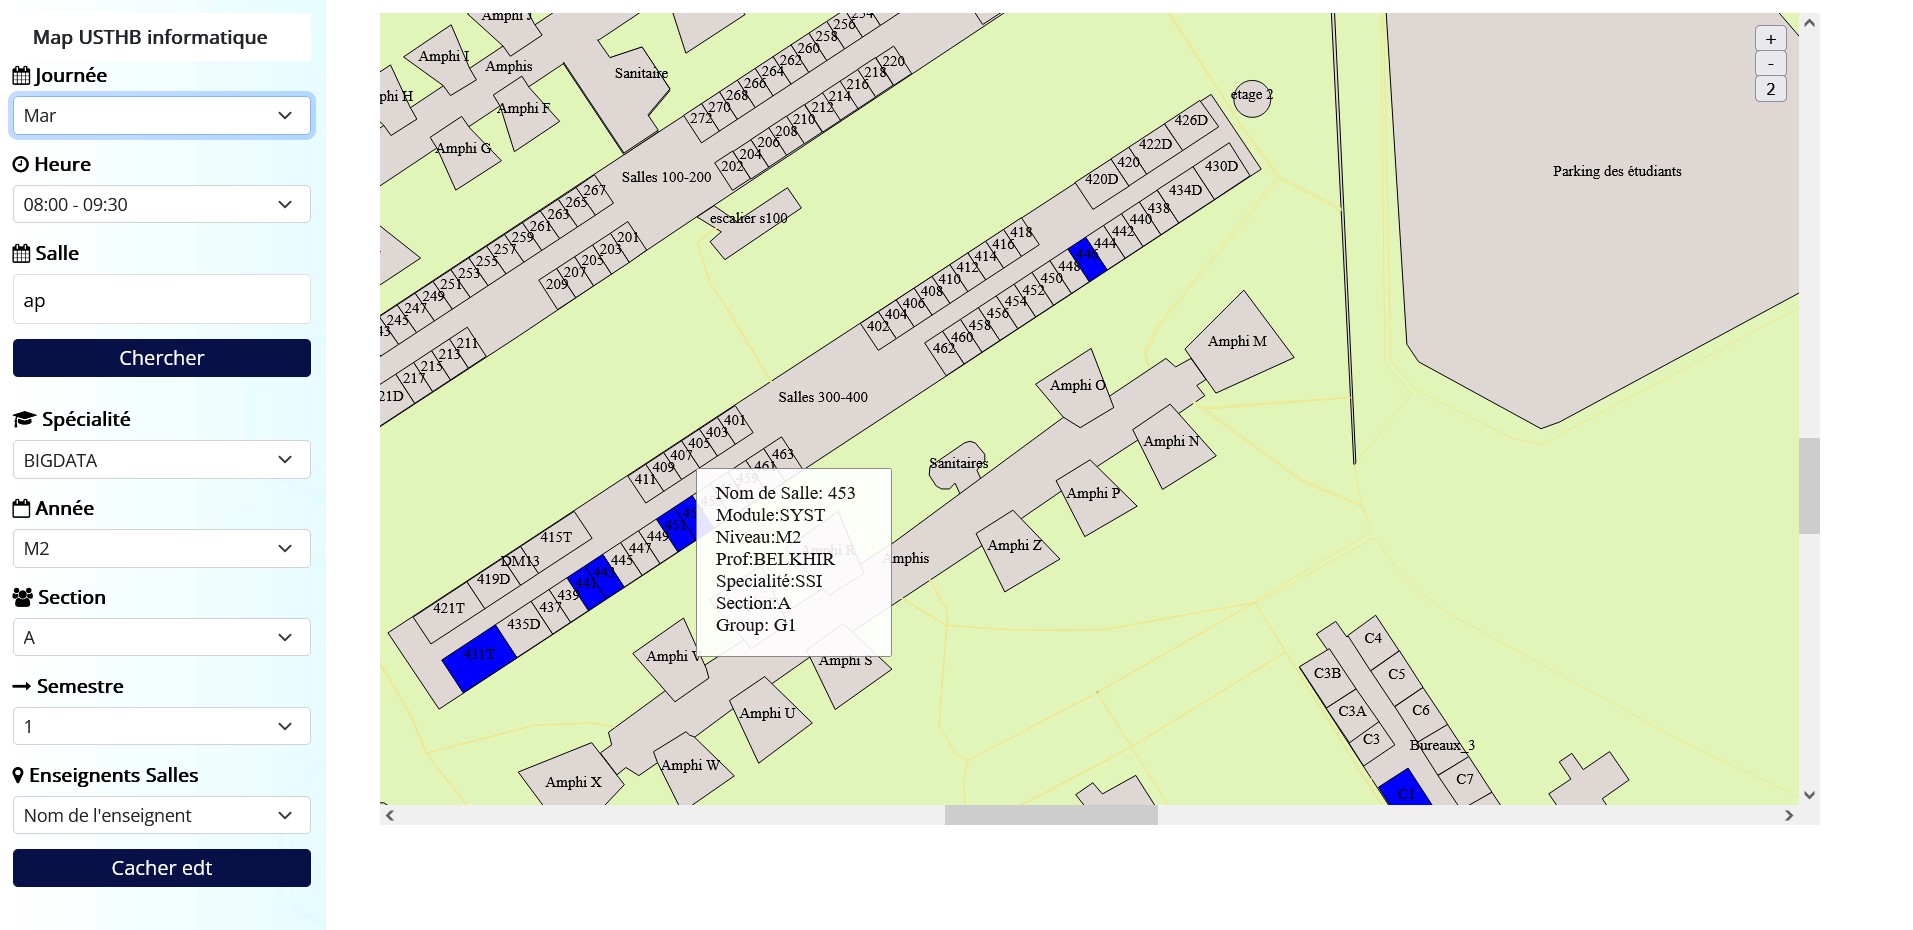 Map USTHB informatique
Journée
Mar
Heure
08:00 - 09:30
Salle
ap
Chercher
Spécialité
BIGDATA
Année
M2
Section
A
Semestre
1
Enseignents Salles
Nom de l'enseignent
Cacher edt
+
-
2
Amphi J
Amphi I
Amphis
phi H
Amphi F
Amphi G
Sanitaire
254
256
258
260
262
264
266
268
270
272
220
218
216
214
212
210
208
206
204
202
Salles 100-200
267
265
263
261
259
257
255
253
251
249
247
245
43
201
203
205
207
209
211
213
215
217
21D
escalier s100
etage 2
426D
422D
420
420D
430D
434D
438
440
442
444
446
448
450
452
454
456
458
460
462
418
416
414
412
410
408
406
404
402
Parking des étudiants
Salles 300-400
Amphi M
Amphi O
Amphi N
Amphi P
Amphi Z
Sanitaires
Amphis
401
403
405
407
409
411
415T
DM13
419D
421T
463
461
459
451
449
447
445
443
441
439
437
435D
431T
Nom de Salle: 453
Module:SYST
Niveau:M2
Prof:BELKHIR
Specialité:SSI
Section:A
Group: G1
Amphi R
Amphi V
Amphi S
Amphi U
Amphi W
Amphi X
C4
C3B
C5
C3A
C6
C3
Bureaux_3
C7
C1